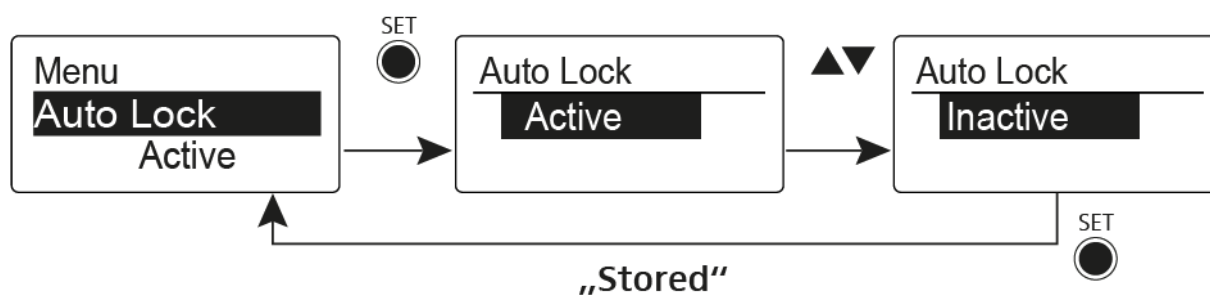 Menu
Auto Lock
Active
SET
Auto Lock
Active
Auto Lock
Inactive
SET
„Stored“